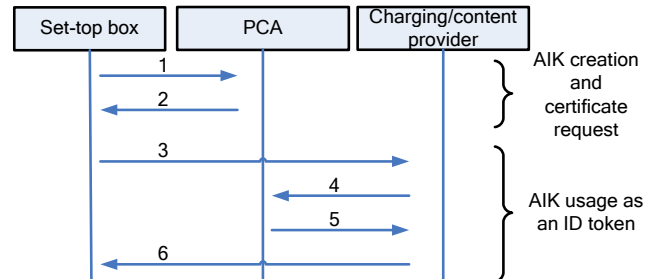 Set-top box
PCA
Charging/content
provider
1
2
AIK creation
and
certificate
request
3
4
5
6
AIK usage as
an ID token